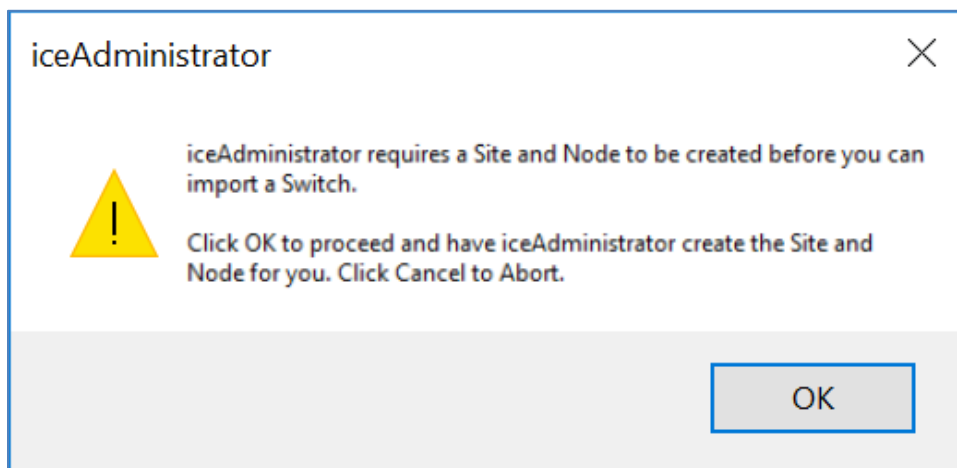 iceAdministrator
iceAdministrator requires a Site and Node to be created before you can
import a Switch.
Click OK to proceed and have iceAdministrator create the Site and
Node for you. Click Cancel to Abort.
OK